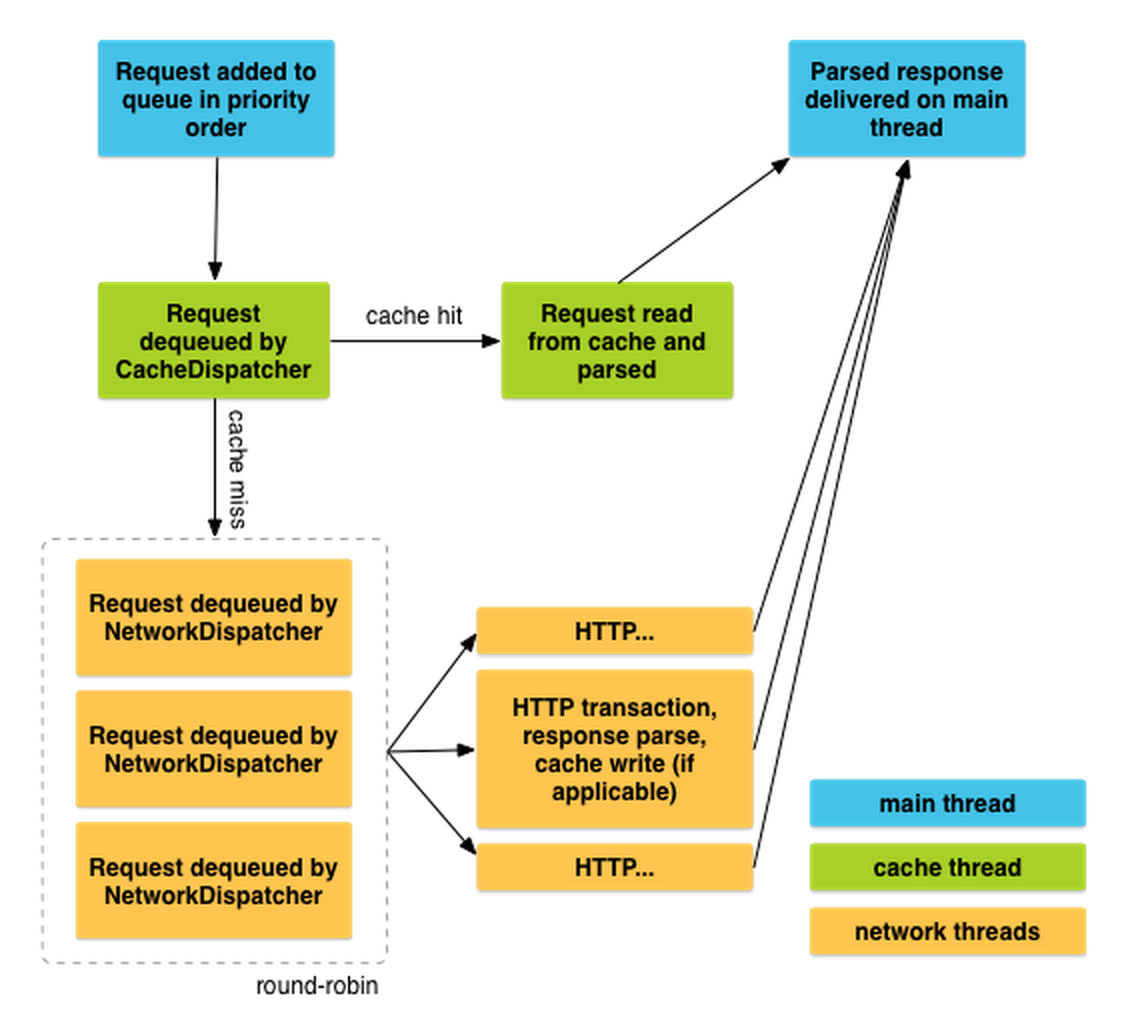 Request added to
queue in priority
order
Parsed response
delivered on main
thread
Request
dequeued by
CacheDispatcher
cache hit
Request read
from cache and
parsed
cache miss
Request dequeued by
NetworkDispatcher
Request dequeued by
NetworkDispatcher
Request dequeued by
NetworkDispatcher
round-robin
HTTP...
HTTP transaction,
response parse,
cache write (if
applicable)
HTTP...
main thread
cache thread
network threads